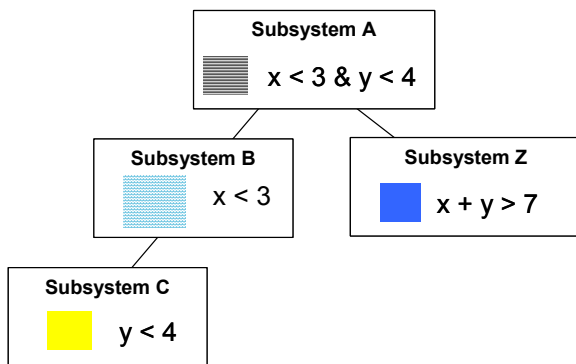 Subsystem A
x < 3 & y < 4
Subsystem B
x < 3
Subsystem Z
x + y > 7
Subsystem C
y < 4